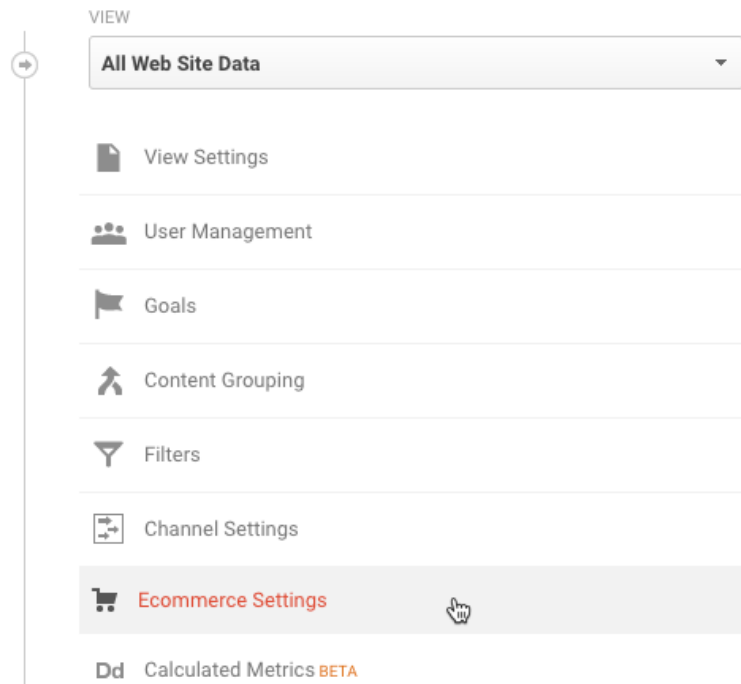 VIEW
All Web Site Data
View Settings
User Management
Goals
Content Grouping
Filters
Channel Settings
Ecommerce Settings
Dd Calculated Metrics BETA